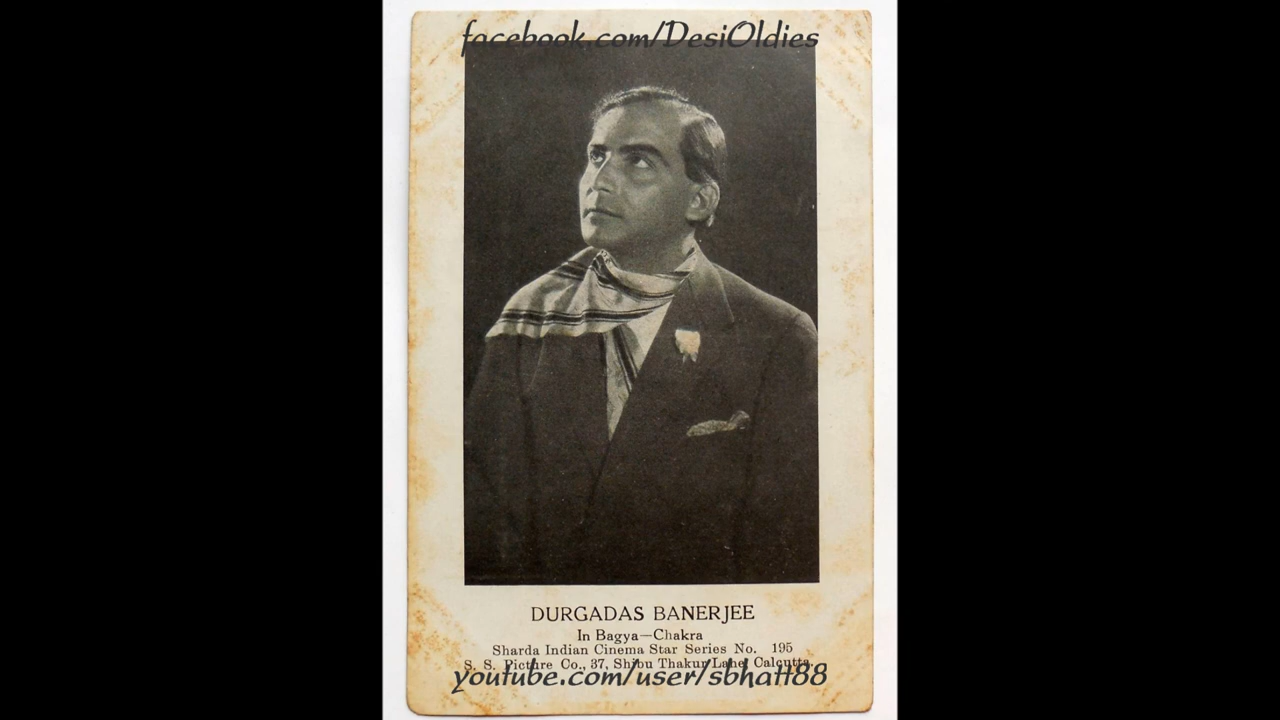 facebook.com/DesiOldies
DURGADAS BANERJEE
In Bagya—Chakra
Sharda Indian Cinema Star Series No. 195
S. S. Picture Co., 37, Shibu Thakur Lane, Calcutta.
youtube.com/user/sbhatt88